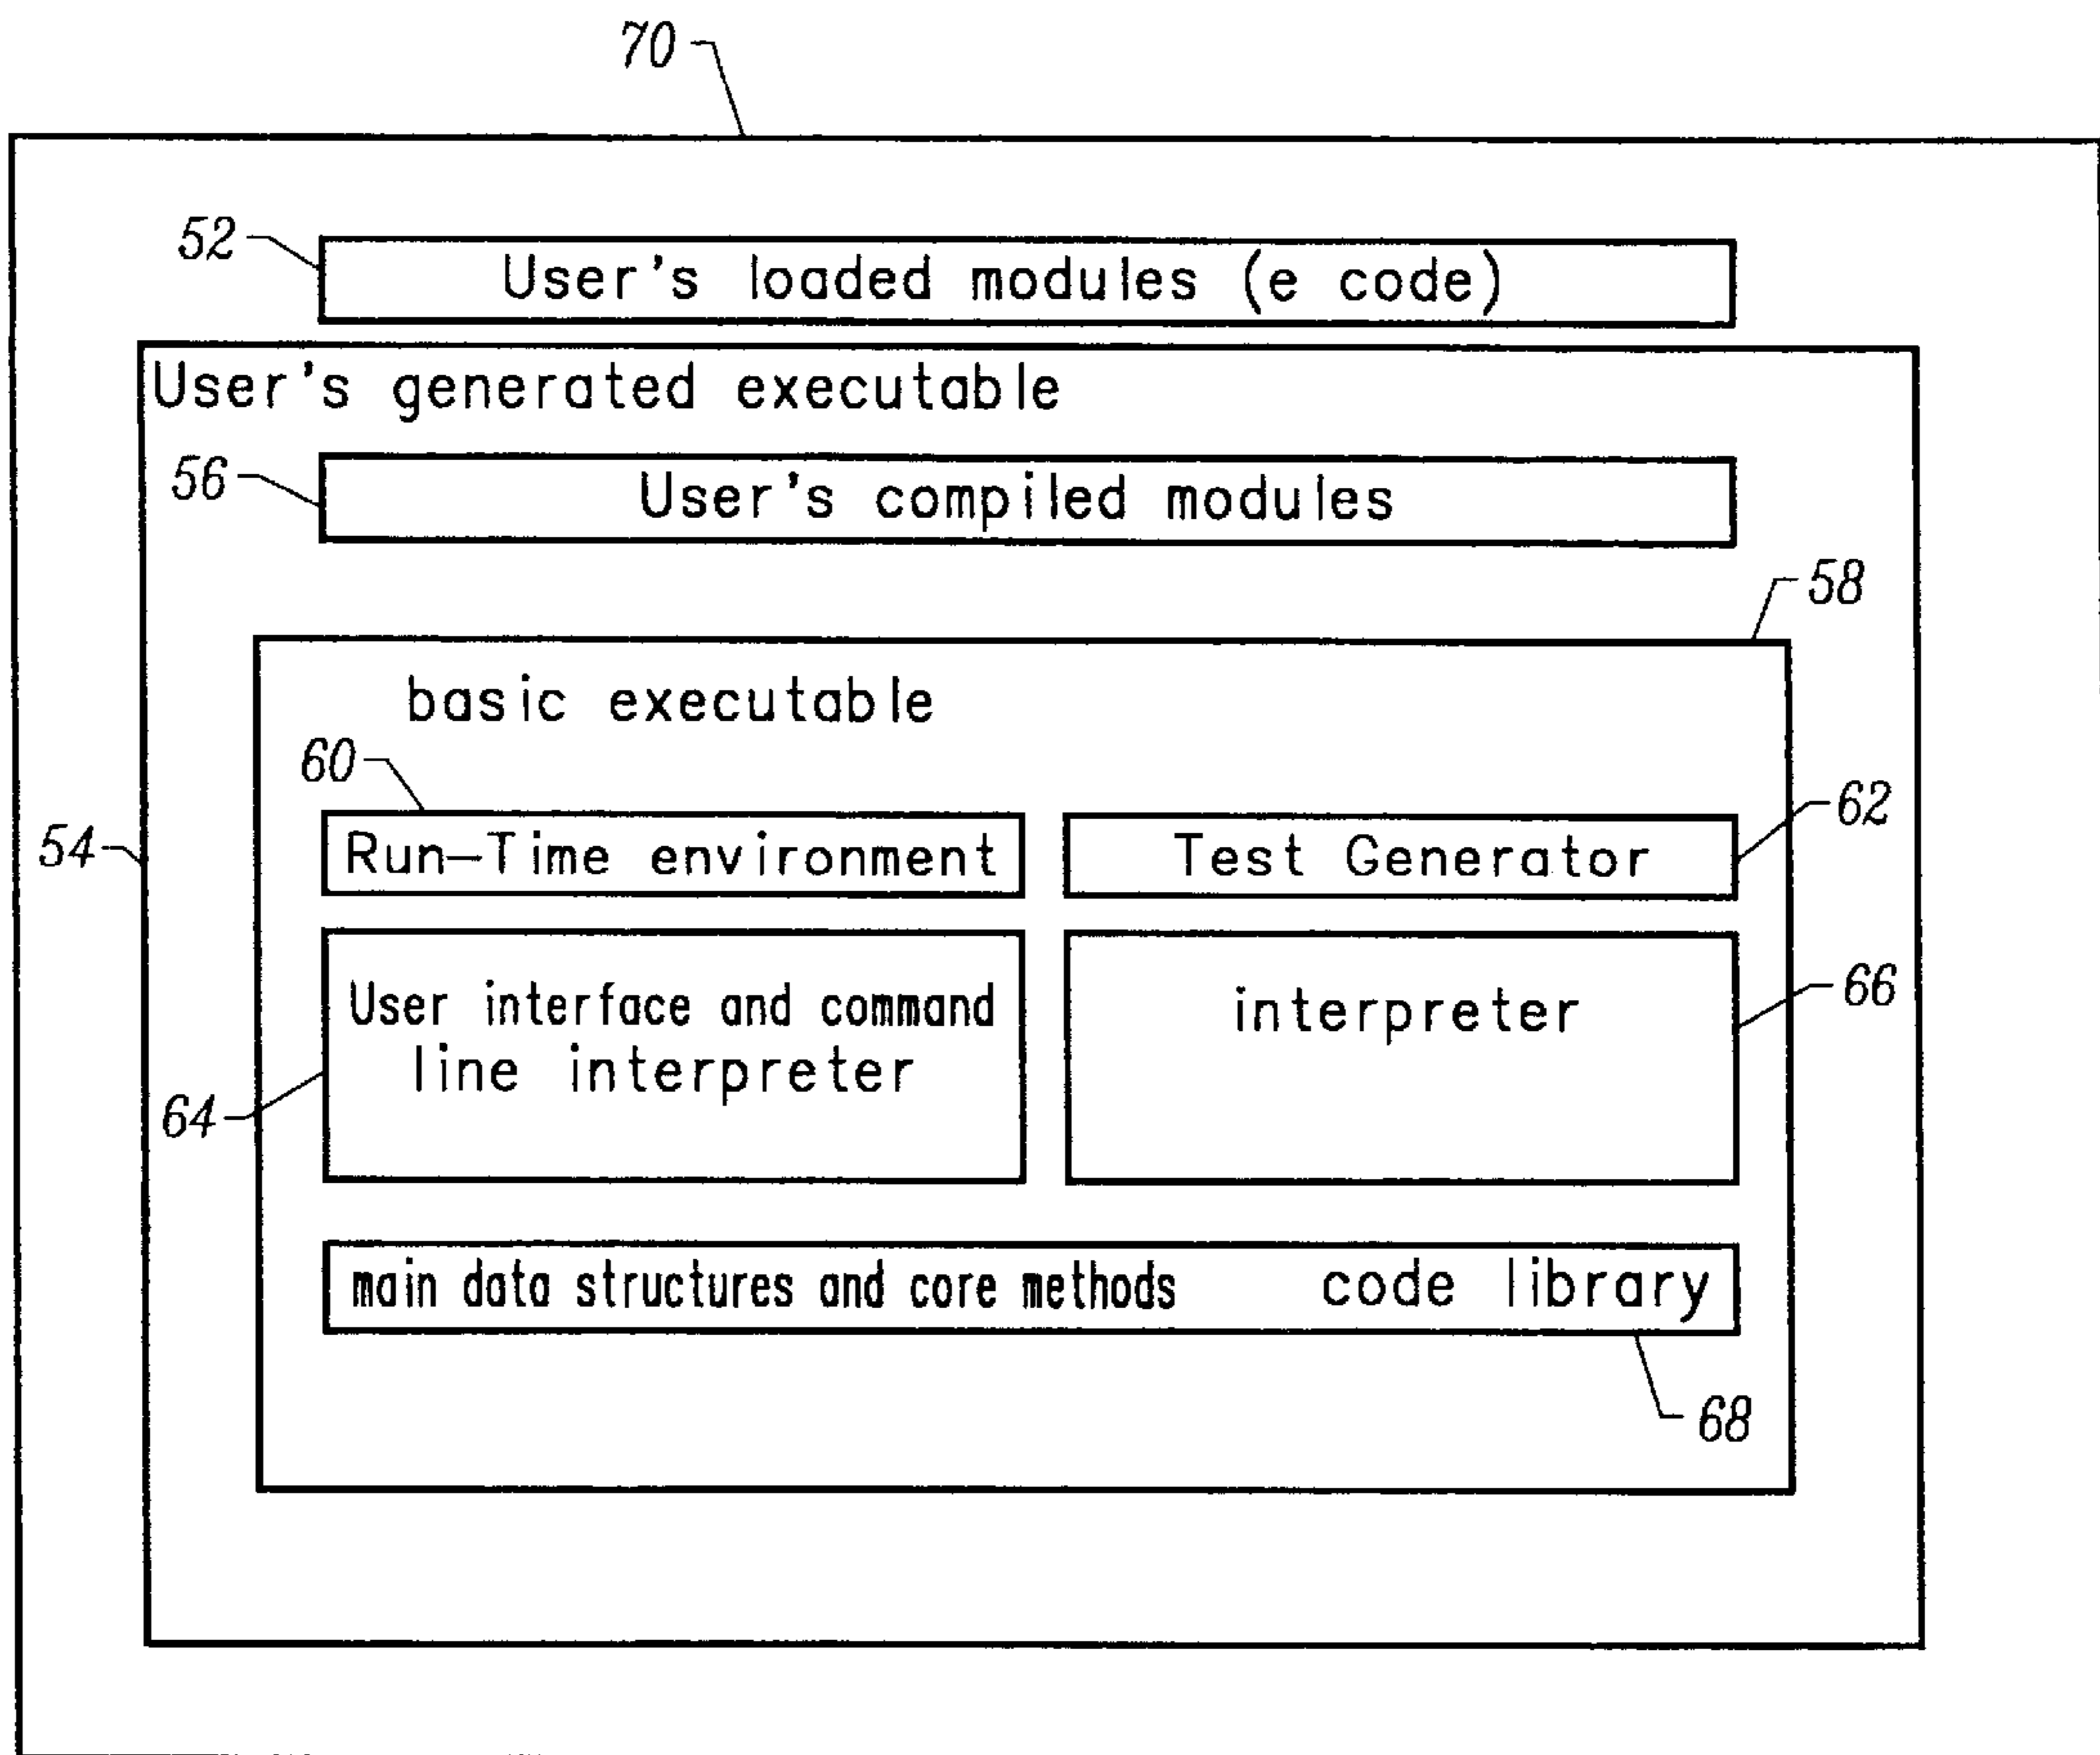 70
52
User's loaded modules (e code)
User's generated executable
56
User's compiled modules
58
basic executable
60
62
54
Run-Time environment
Test Generator
User interface and command
line interpreter
interpreter
66
64
main data structures and core methods code library
68